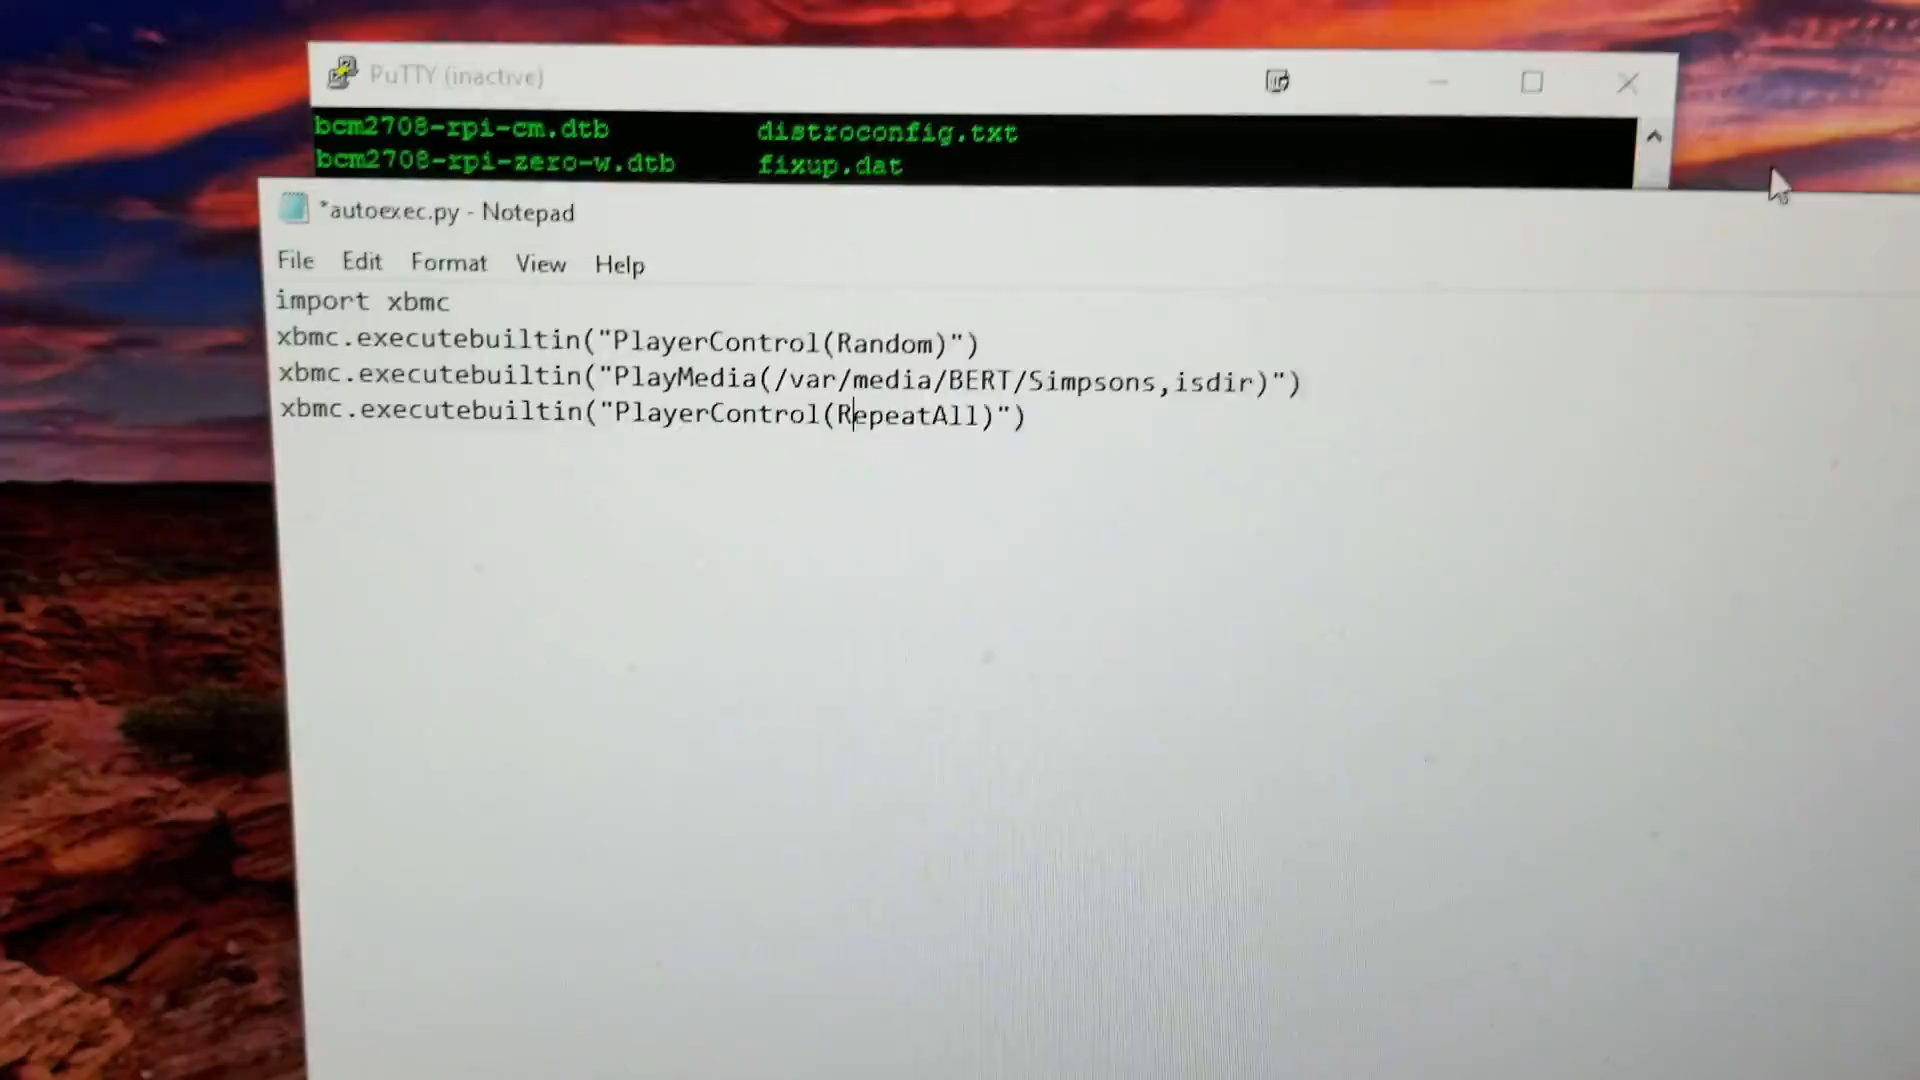 PuTTY (inactive)
bcm2708-rpi-cm.dtb distroconfig.txt
bcm2708-rpi-zero-w.dtb fixup.dat
*autoexec.py - Notepad
File Edit Format View Help
import xbmc
xbmc.executebuiltin("PlayerControl(Random)")
xbmc.executebuiltin("PlayMedia(/var/media/BERT/Simpsons,isdir)")
xbmc.executebuiltin("PlayerControl(RepeatAll)")